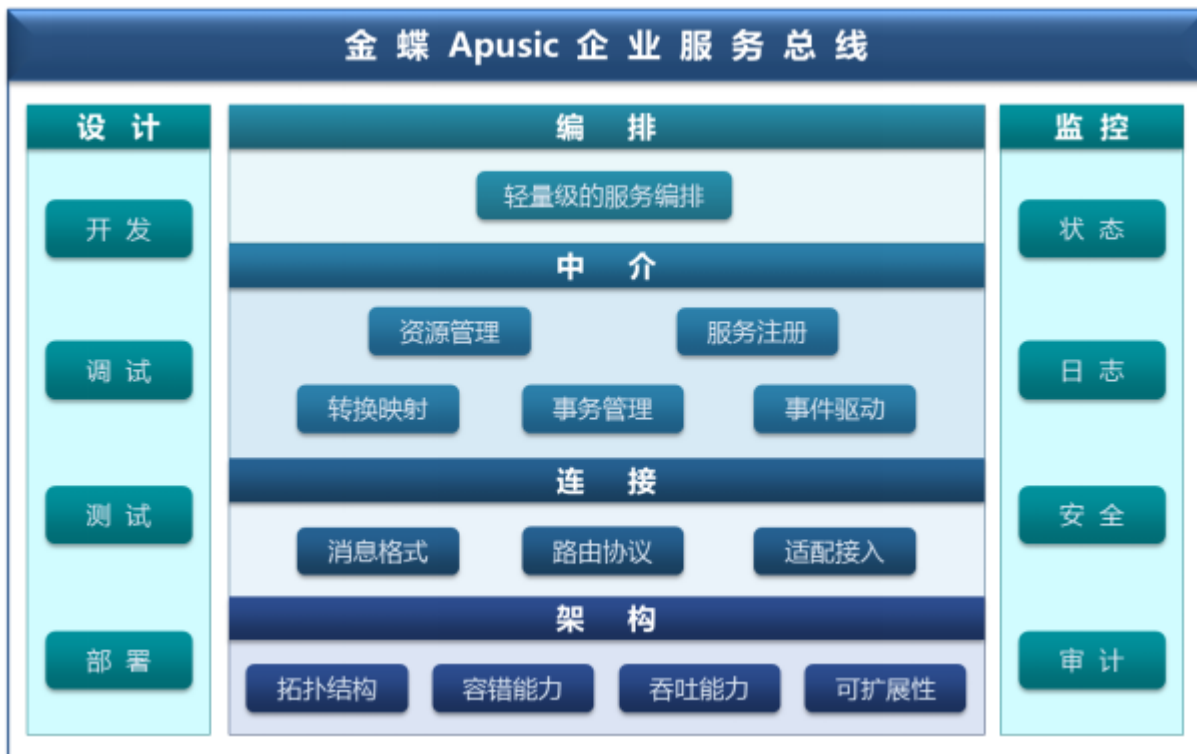 金蝶 Apusic 企业服务总线
设计
开发
调试
测试
部署
编排
轻量级的服务编排
中介
资源管理 服务注册
转换映射 事务管理 事件驱动
连接
消息格式 路由协议 适配接入
架构
拓扑结构 容错能力 吞吐能力 可扩展性
监控
状态
日志
安全
审计